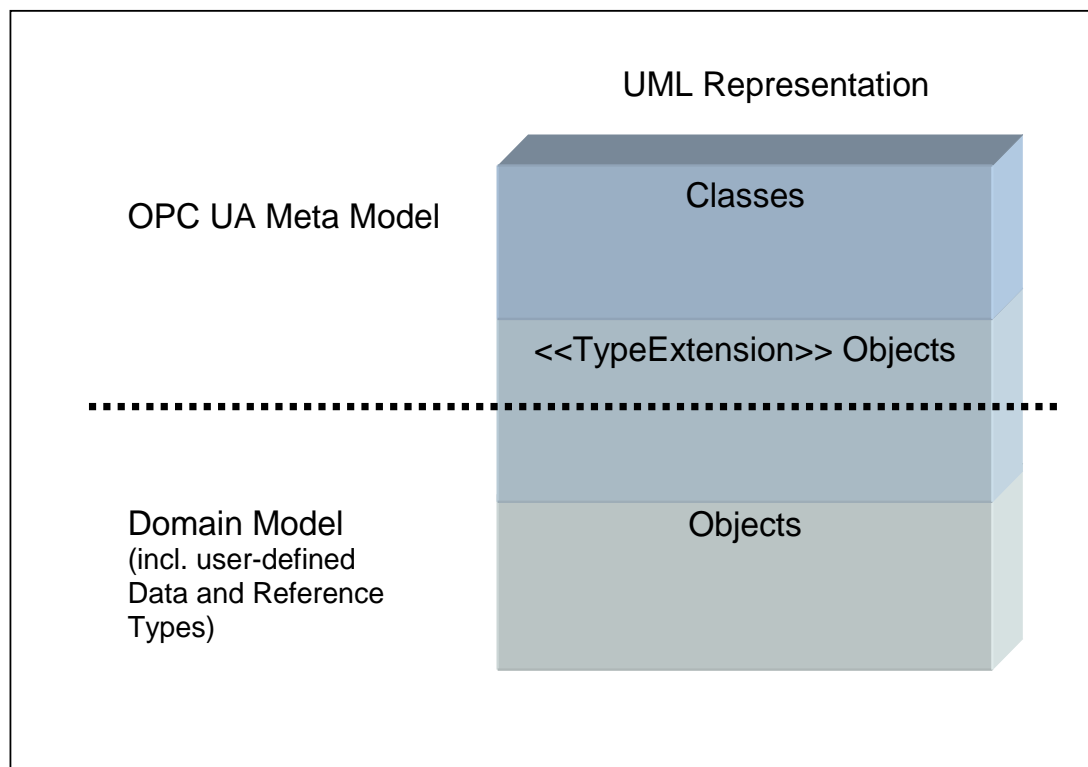 UML Representation
Classes
OPC UA Meta Model
<<TypeExtension>> Objects
Domain Model
(incl. user-defined
Data and Reference
Types)
Objects